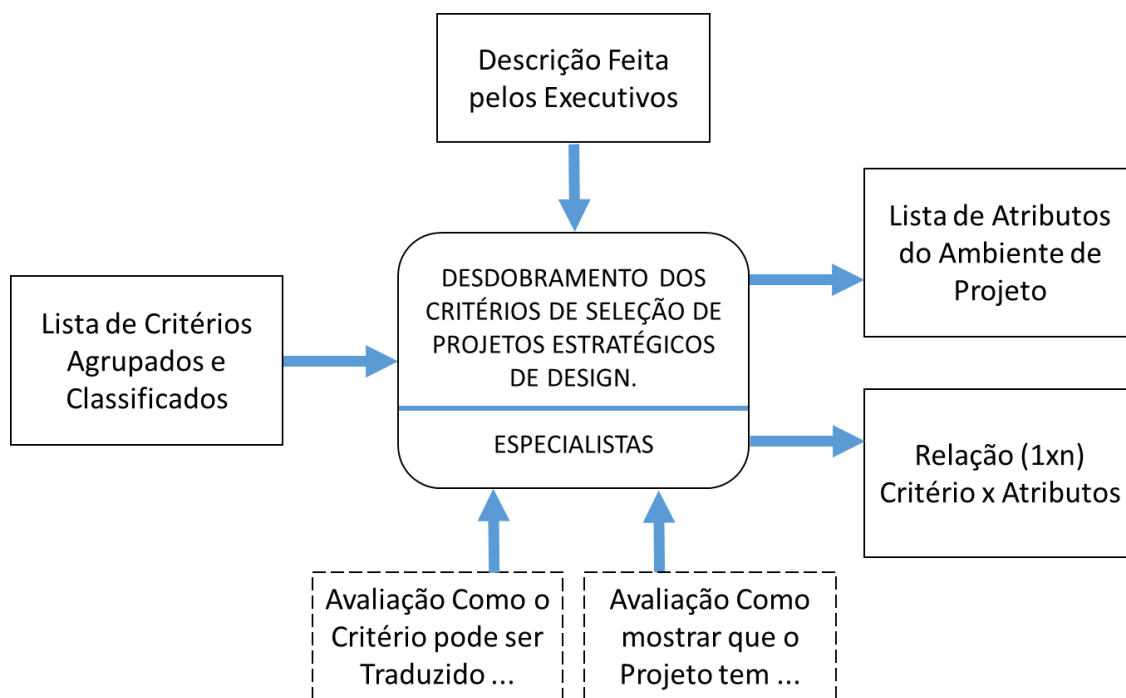 Descrição Feita
pelos Executivos
Lista de Critérios
Agrupados e
Classificados
DESDOBRAMENTO DOS
CRITÉRIOS DE SELEÇÃO DE
PROJETOS ESTRATÉGICOS
DE DESIGN.
ESPECIALISTAS
Lista de Atributos
do Ambiente de
Projeto
Relação (1xn)
Critério x Atributos
Avaliação Como o
Critério pode ser
Traduzido ...
Avaliação Como
mostrar que o
Projeto tem ...